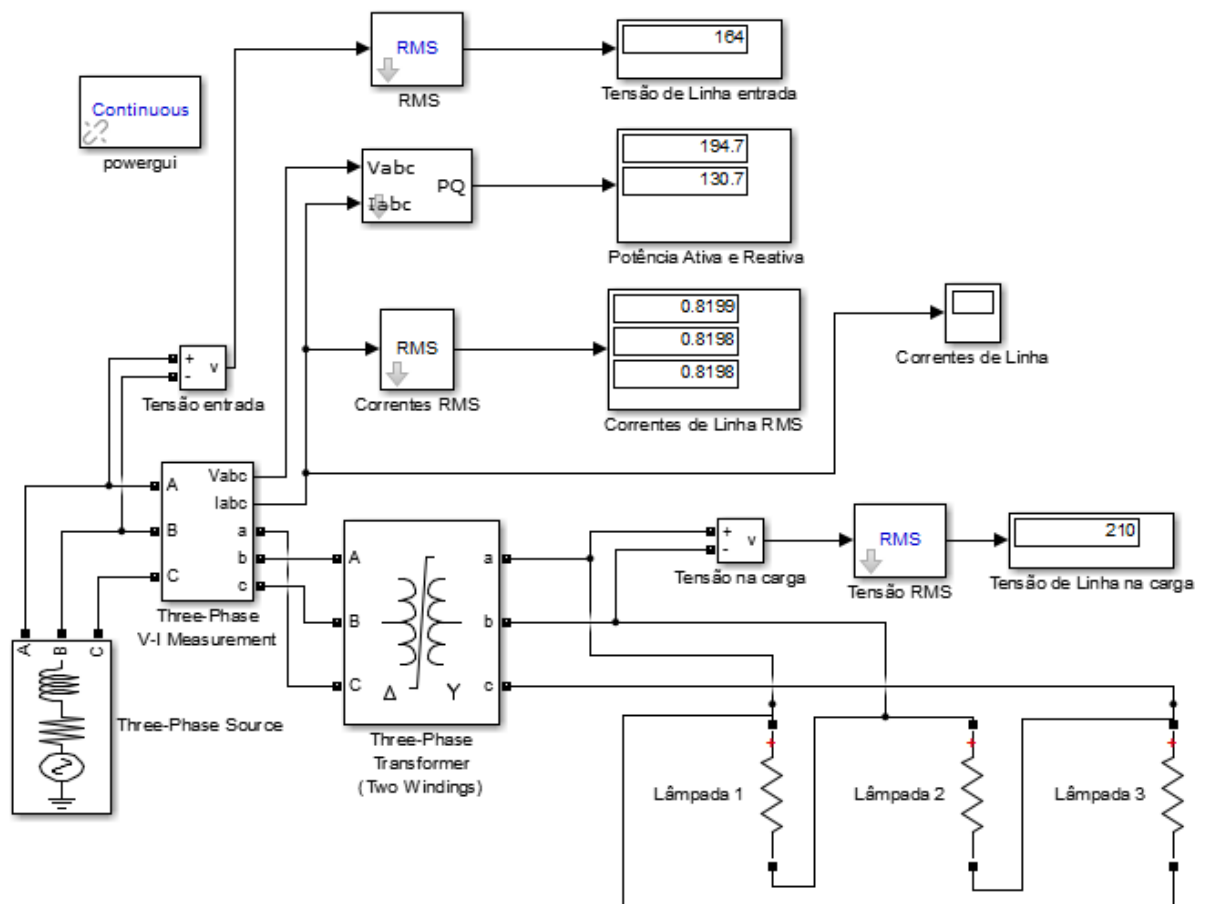 RMS
164
RMS
Tensão de Linha entrada
Continuous
powergui
Vabc
Iabc
PQ
194.7
130.7
Potência Ativa e Reativa
RMS
Correntes RMS
0.8199
0.8198
0.8198
Correntes de Linha RMS
Correntes de Linha
+
-
v
Tensão entrada
A
B
C
Vabc
Iabc
a
b
c
Three-Phase
V-I Measurement
A
B
C
Δ
Y
a
b
c
Three-Phase
Transformer
(Two Windings)
+
-
v
Tensão na carga
RMS
Tensão RMS
210
Tensão de Linha na carga
A
B
C
Three-Phase Source
+
Lâmpada 1
+
Lâmpada 2
+
Lâmpada 3